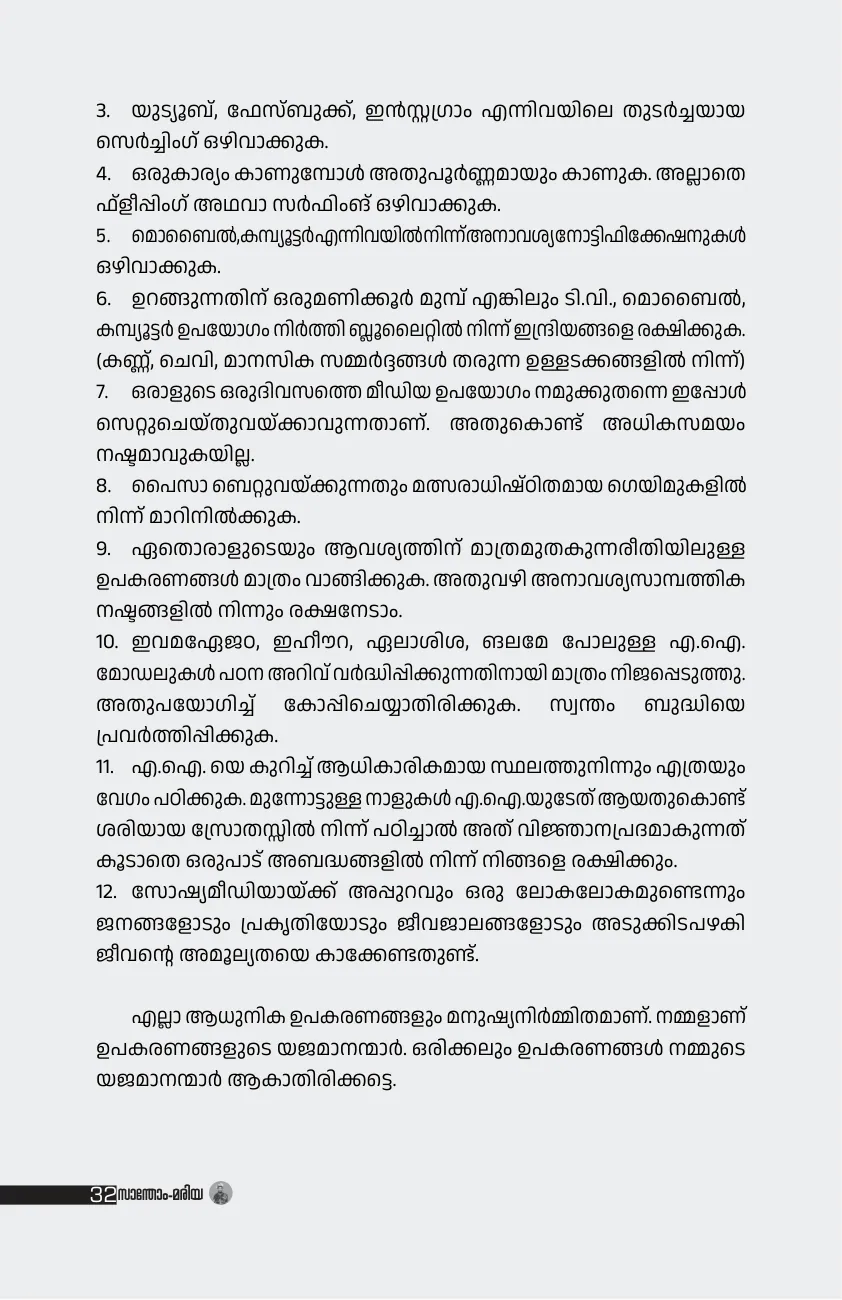 3. യുട്യൂബ്, ഫേസ്ബുക്ക്, ഇൻസ്റ്റഗ്രാം എന്നിവയിലെ തുടർച്ചയായ
സെർച്ചിംഗ് ഒഴിവാക്കുക.
4. ഒരുകാര്യം കാണുമ്പോൾ അതുപൂർണ്ണമായും കാണുക. അല്ലാതെ
ഫ്ളീപ്പിംഗ് അഥവാ സർഫിംങ് ഒഴിവാക്കുക.
5. മൊബൈൽ,കമ്പ്യൂട്ടർഎന്നിവയിൽനിന്ന്അനാവശ്യനോട്ടിഫിക്കേഷനുകൾ
ഒഴിവാക്കുക.
6. ഉറങ്ങുന്നതിന് ഒരുമണിക്കൂർ മുമ്പ് എങ്കിലും ടി.വി., മൊബൈൽ,
കമ്പ്യൂട്ടർ ഉപയോഗം നിർത്തി ബ്ലൂലൈറ്റിൽ നിന്ന് ഇന്ദ്രിയങ്ങളെ രക്ഷിക്കുക.
(കണ്ണ്, ചെവി, മാനസിക സമ്മർദ്ദങ്ങൾ തരുന്ന ഉള്ളടക്കങ്ങളിൽ നിന്ന്)
7. ഒരാളുടെ ഒരുദിവസത്തെ മീഡിയ ഉപയോഗം നമുക്കുതന്നെ ഇപ്പോൾ
സെറ്റുചെയ്തുവയ്ക്കാവുന്നതാണ്. അതുകൊണ്ട് അധികസമയം
നഷ്ടമാവുകയില്ല.
8. പൈസാ ബെറ്റുവയ്ക്കുന്നതും മത്സരാധിഷ്ഠിതമായ ഗെയിമുകളിൽ
നിന്ന് മാറിനിൽക്കുക.
9. ഏതൊരാളുടെയും ആവശ്യത്തിന് മാത്രമുതകുന്നരീതിയിലുള്ള
ഉപകരണങ്ങൾ മാത്രം വാങ്ങിക്കുക. അതുവഴി അനാവശ്യസാമ്പത്തിക
നഷ്ടങ്ങളിൽ നിന്നും രക്ഷനേടാം.
10. ഇവമഏേജഠ, ഇഹീൗറ, ഏലാശിശ, ങലമേ പോലുള്ള എ.ഐ.
മോഡലുകൾ പഠന അറിവ് വർദ്ധിപ്പിക്കുന്നതിനായി മാത്രം നിജപ്പെടുത്തു.
അതുപയോഗിച്ച് കോപ്പിചെയ്യാതിരിക്കുക. സ്വന്തം ബുദ്ധിയെ
പ്രവർത്തിപ്പിക്കുക.
11. എ.ഐ. യെ കുറിച്ച് ആധികാരികമായ സ്ഥലത്തുനിന്നും എത്രയും
വേഗം പഠിക്കുക. മുന്നോട്ടുള്ള നാളുകൾ എ.ഐ.യുടേത് ആയതുകൊണ്ട്
ശരിയായ സ്രോതസ്സിൽ നിന്ന് പഠിച്ചാൽ അത് വിജ്ഞാനപ്രദമാകുന്നത്
കൂടാതെ ഒരുപാട് അബദ്ധങ്ങളിൽ നിന്ന് നിങ്ങളെ രക്ഷിക്കും.
12. സോഷ്യമീഡിയായ്ക്ക് അപ്പുറവും ഒരു ലോകലോകമുണ്ടെന്നും
ജനങ്ങളോടും പ്രകൃതിയോടും ജീവജാലങ്ങളോടും അടുക്കിടപഴകി
ജീവന്റെ അമൂല്യതയെ കാക്കേണ്ടതുണ്ട്.
എല്ലാ ആധുനിക ഉപകരണങ്ങളും മനുഷ്യനിർമ്മിതമാണ്. നമ്മളാണ്
ഉപകരണങ്ങളുടെ യജമാനന്മാർ. ഒരിക്കലും ഉപകരണങ്ങൾ നമ്മുടെ
യജമാനന്മാർ ആകാതിരിക്കട്ടെ.
32 സാന്തോം-മരിയ